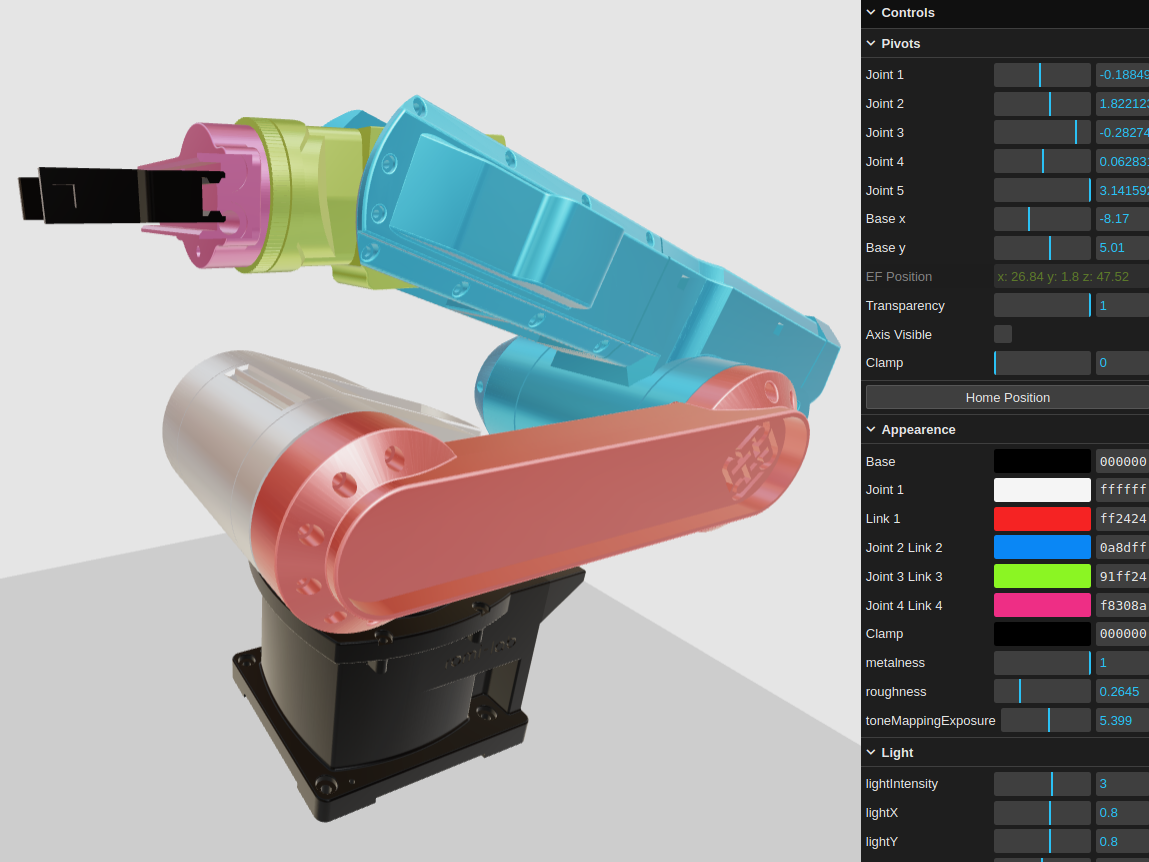 Controls
Pivots
Joint 1 -0.18849
Joint 2 1.822123
Joint 3 -0.28274
Joint 4 0.062831
Joint 5 3.141592
Base x -8.17
Base y 5.01
EF Position x: 26.84 y: 1.8 z: 47.52
Transparency 1
Axis Visible
Clamp 0
Home Position
Appearence
Base 000000
Joint 1 ffffff
Link 1 ff2424
Joint 2 Link 2 0a8dff
Joint 3 Link 3 91ff24
Joint 4 Link 4 f8308a
Clamp 000000
metalness 1
roughness 0.2645
toneMappingExposure 5.399
Light
lightIntensity 3
lightX 0.8
lightY 0.8